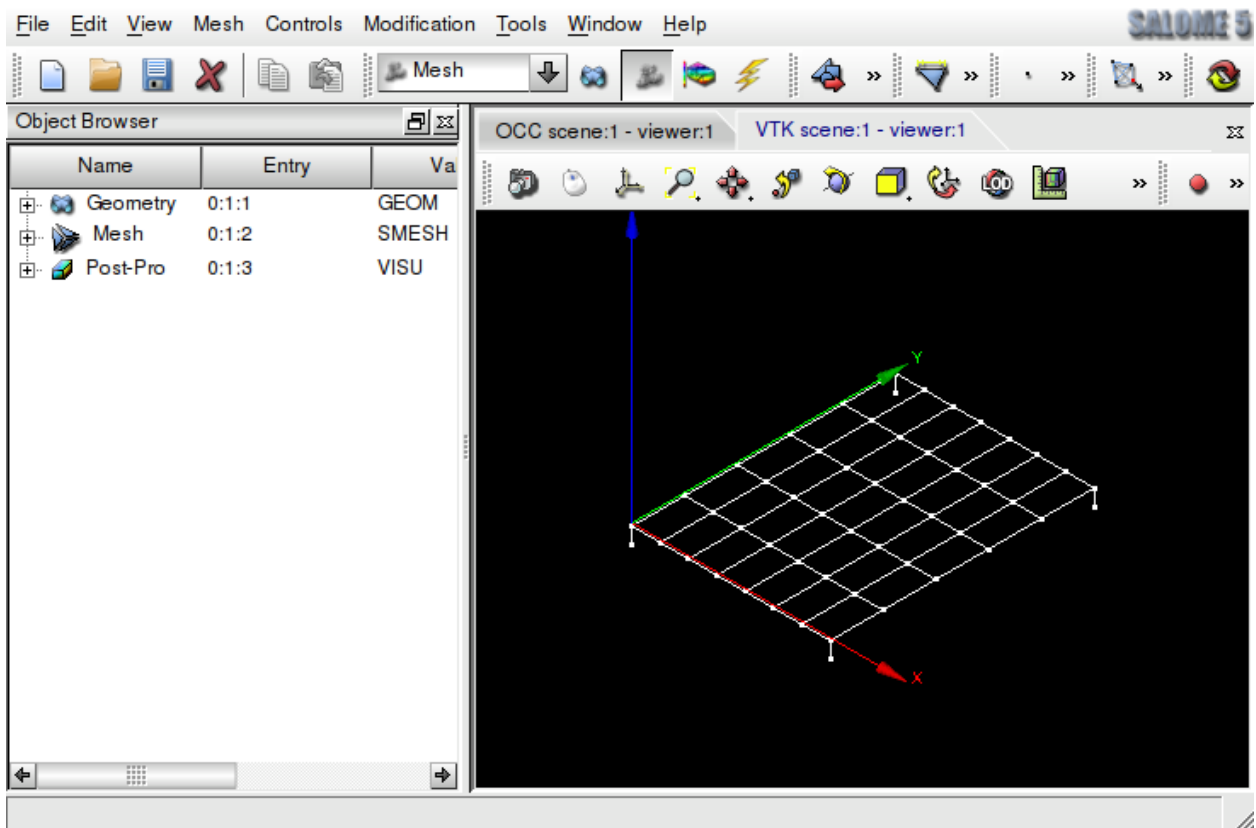 File Edit View Mesh Controls Modification Tools Window Help SALOME 5
Mesh » » » »
Object Browser
OCC scene:1 - viewer:1 VTK scene:1 - viewer:1
Name Entry Va
LOD » »
Geometry 0:1:1 GEOM
Mesh 0:1:2 SMESH
Post-Pro 0:1:3 VISU
Y
X